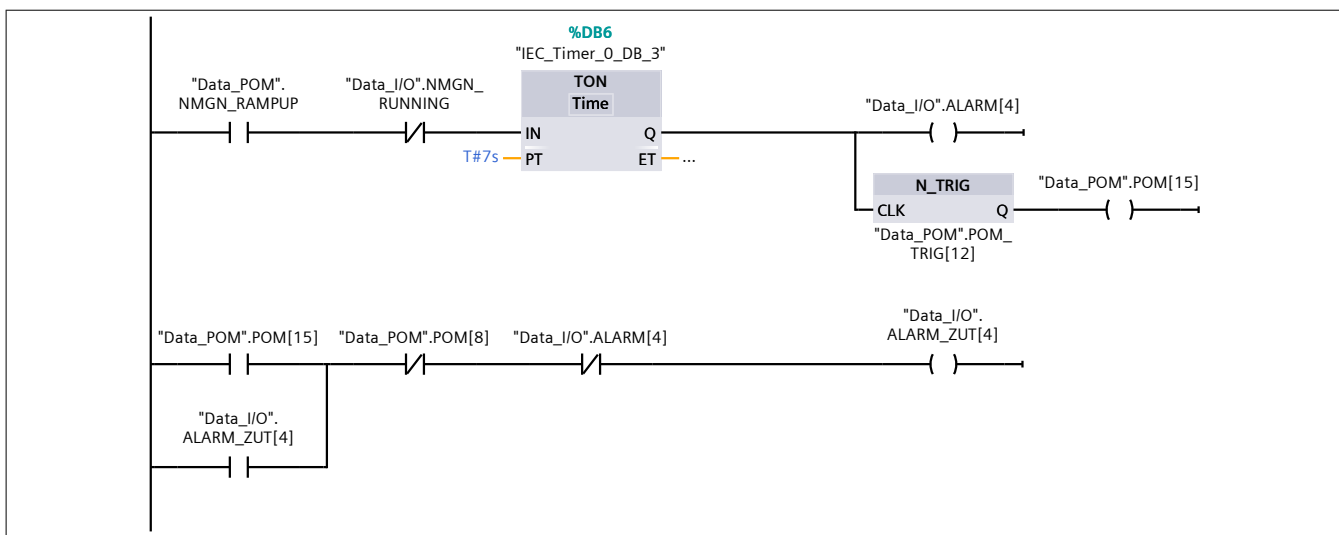 %DB6
"IEC_Timer_0_DB_3"
"Data_POM".
NMGN_RAMPUP
"Data_I/O".NMGN_
RUNNING
TON
Time
"Data_I/O".ALARM[4]
IN
Q
T#7s
PT
ET
...
N_TRIG
"Data_POM".POM[15]
CLK
Q
"Data_POM".POM_
TRIG[12]
"Data_POM".POM[15]
"Data_POM".POM[8]
"Data_I/O".ALARM[4]
"Data_I/O".
ALARM_ZUT[4]
"Data_I/O".
ALARM_ZUT[4]